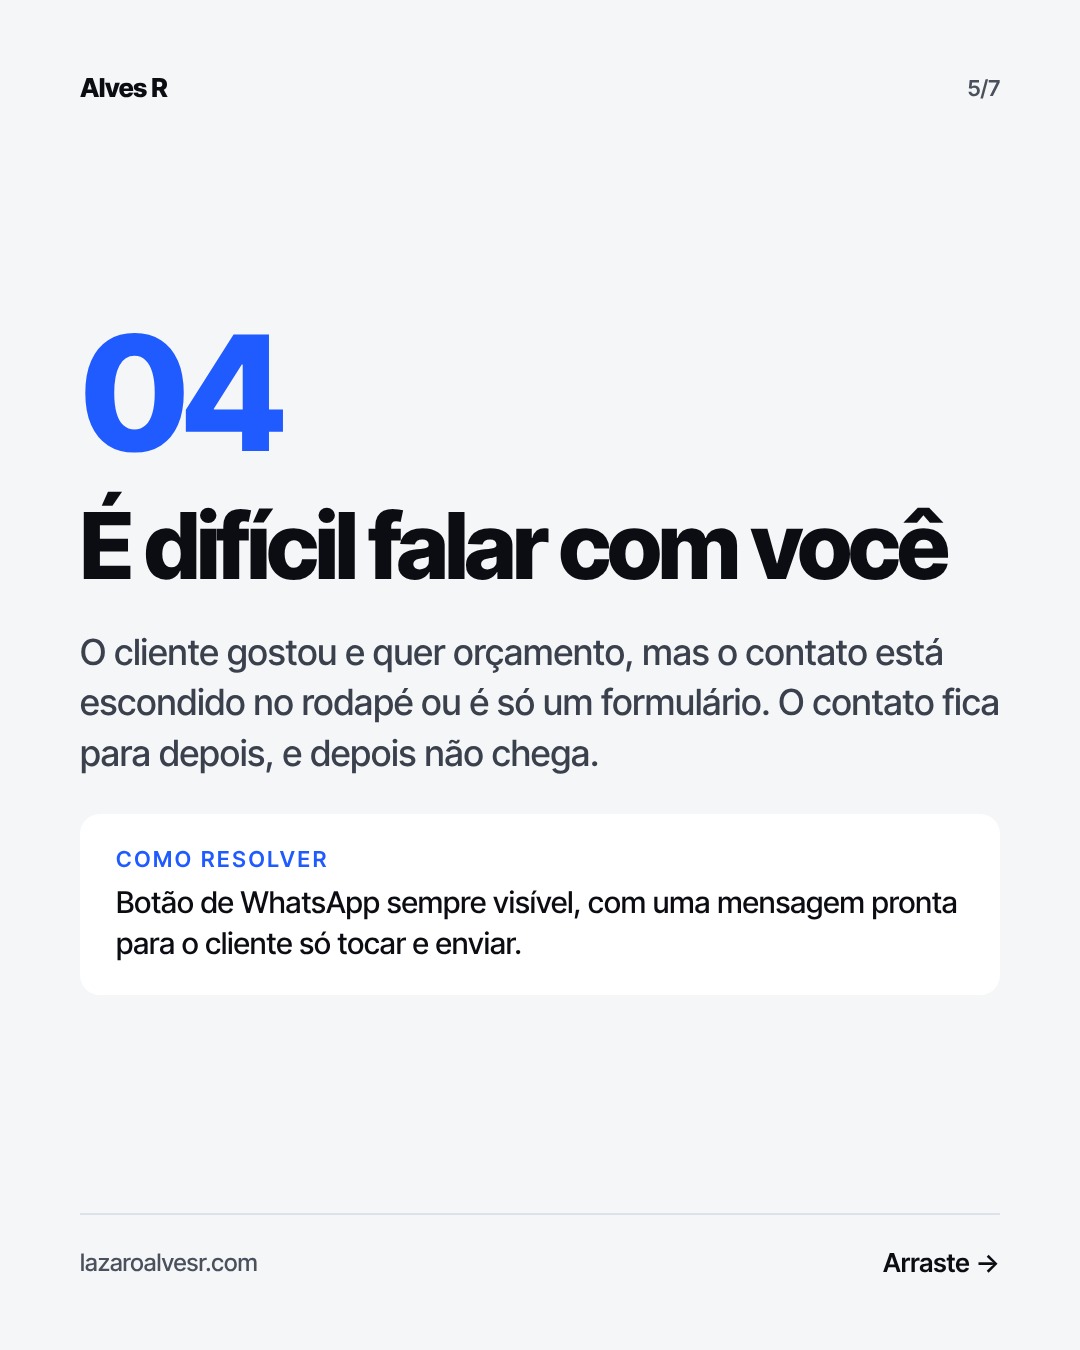 Alves R
5/7
04
É difícil falar com você
O cliente gostou e quer orçamento, mas o contato está
escondido no rodapé ou é só um formulário. O contato fica
para depois, e depois não chega.
COMO RESOLVER
Botão de WhatsApp sempre visível, com uma mensagem pronta
para o cliente só tocar e enviar.
lazaroalvesr.com
Arraste →